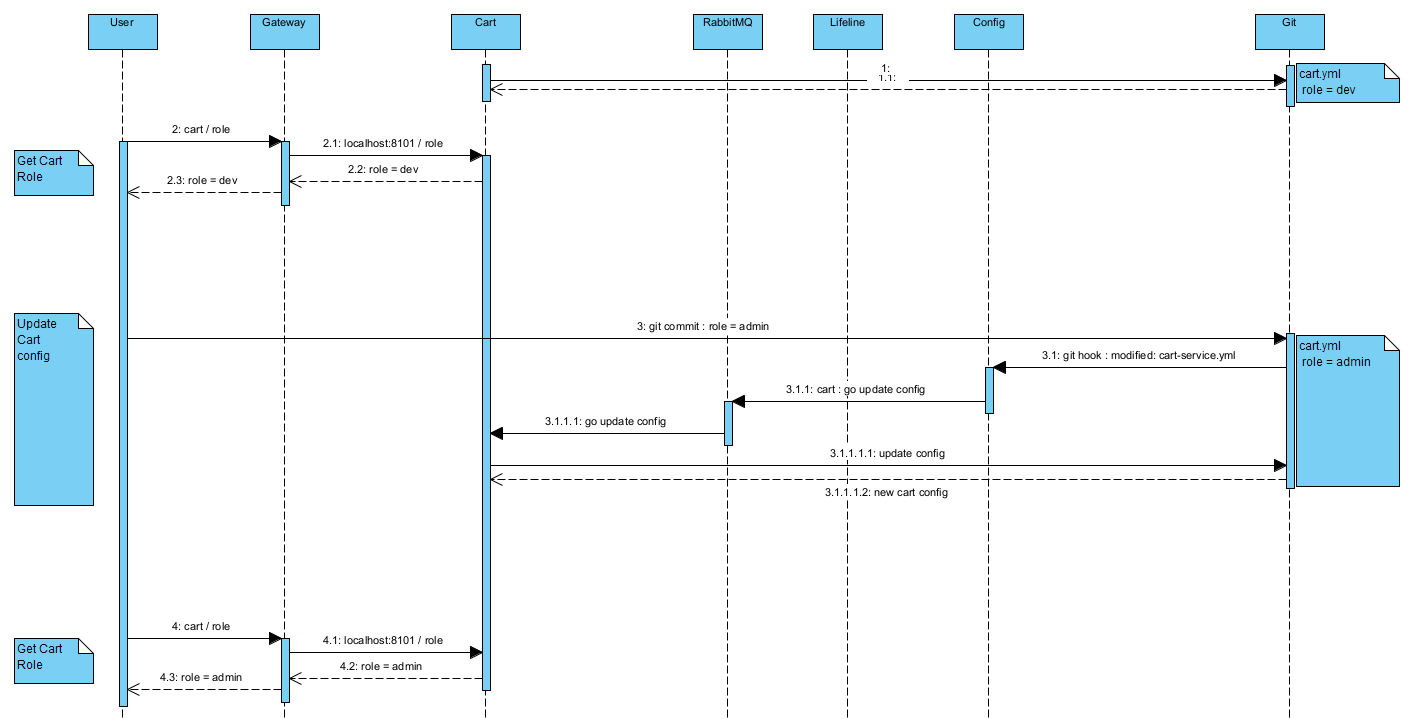 User
Gateway
Cart
RabbitMQ
Lifeline
Config
Git
1:
1.1:
cart.yml
role = dev
2: cart / role
2.1: localhost:8101 / role
Get Cart
Role
2.2: role = dev
2.3: role = dev
Update
Cart
config
3: git commit : role = admin
cart.yml
role = admin
3.1: git hook : modified: cart-service.yml
3.1.1: cart : go update config
3.1.1.1: go update config
3.1.1.1.1: update config
3.1.1.1.2: new cart config
4: cart / role
4.1: localhost:8101 / role
Get Cart
Role
4.2: role = admin
4.3: role = admin